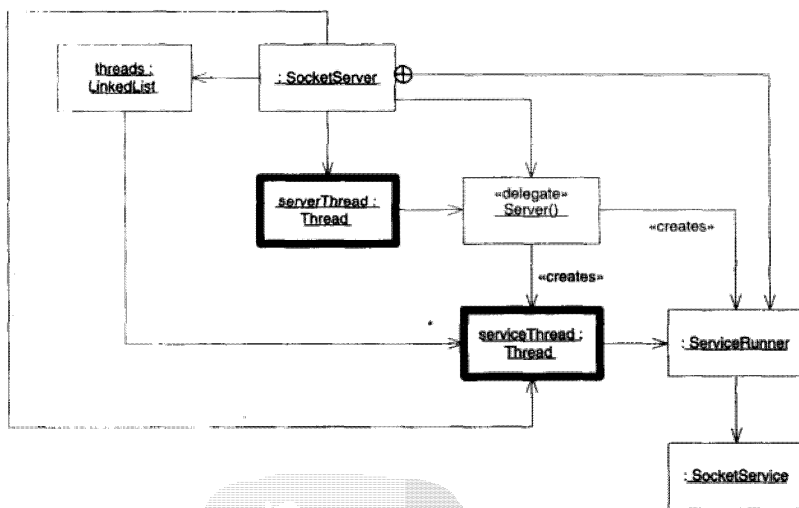 threads :
LinkedList
: SocketServer
serverThread :
Thread
«delegate»
Server()
«creates»
«creates»
*
serviceThread :
Thread
: ServiceRunner
: SocketService